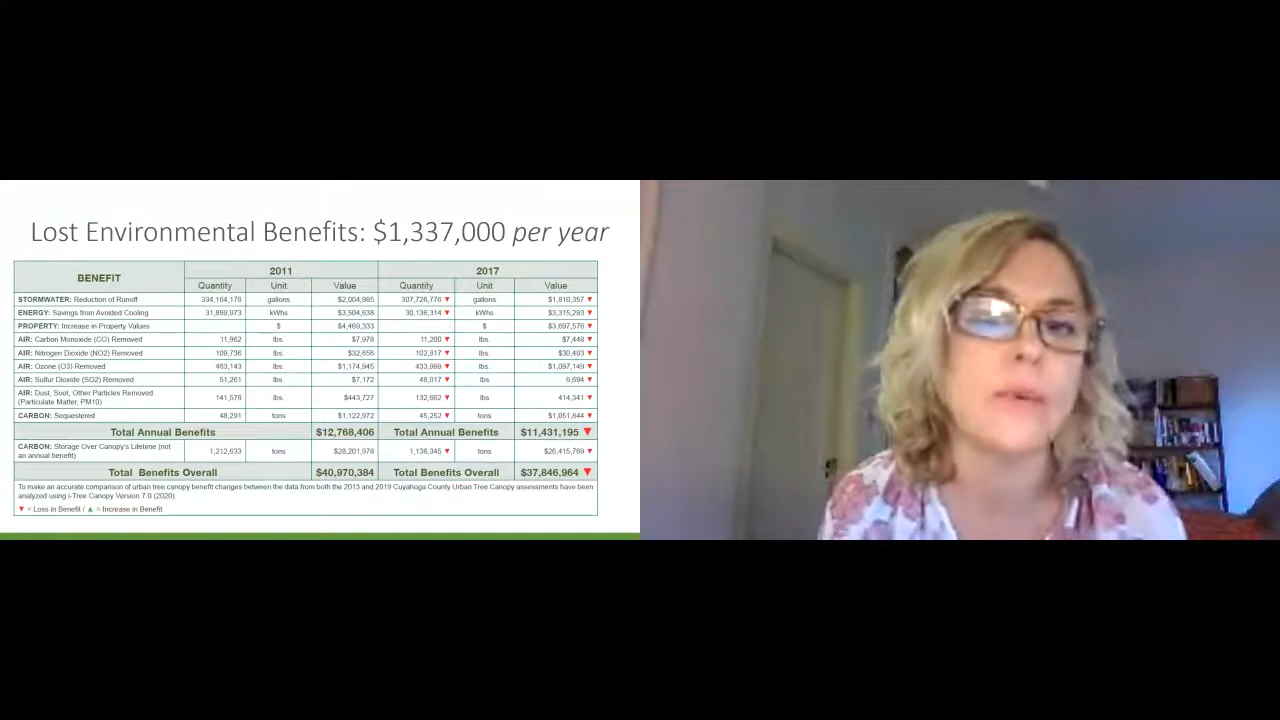 Lost Environmental Benefits: $1,337,000 per year
BENEFIT 2011 2017
Quantity Unit Value Quantity Unit Value
STORMWATER: Reduction of Runoff 334,164,178 gallons $2,004,985 307,726,776 ▼ gallons $1,810,357 ▼
ENERGY: Savings from Avoided Cooling 31,859,973 kWhs $3,504,638 30,136,314 ▼ kWhs $3,315,293 ▼
PROPERTY: Increase in Property Values $ $4,469,333 $ $3,697,576 ▼
AIR: Carbon Monoxide (CO) Removed 11,962 lbs. $7,978 11,200 ▼ lbs. $7,448 ▼
AIR: Nitrogen Dioxide (NO2) Removed 109,736 lbs. $32,656 102,817 ▼ lbs. $30,493 ▼
AIR: Ozone (O3) Removed 463,143 lbs. $1,174,945 433,999 ▼ lbs. $1,097,149 ▼
AIR: Sulfur Dioxide (SO2) Removed 51,261 lbs. $7,172 48,017 ▼ lbs 6,694 ▼
AIR: Dust, Soot, Other Particles Removed
(Particulate Matter, PM10) 141,578 lbs. $443,727 132,662 ▼ lbs 414,341 ▼
CARBON: Sequestered 48,291 tons $1,122,972 45,252 ▼ tons $1,051,844 ▼
Total Annual Benefits $12,768,406 Total Annual Benefits $11,431,195 ▼
CARBON: Storage Over Canopy's Lifetime (not
an annual benefit) 1,212,633 tons $28,201,978 1,136,345 ▼ tons $26,415,769 ▼
Total Benefits Overall $40,970,384 Total Benefits Overall $37,846,964 ▼
To make an accurate comparison of urban tree canopy benefit changes between the data from both the 2013 and 2019 Cuyahoga County Urban Tree Canopy assessments have been
analyzed using i-Tree Canopy Version 7.0 (2020).
▼ = Loss in Benefit / ▲ = Increase in Benefit